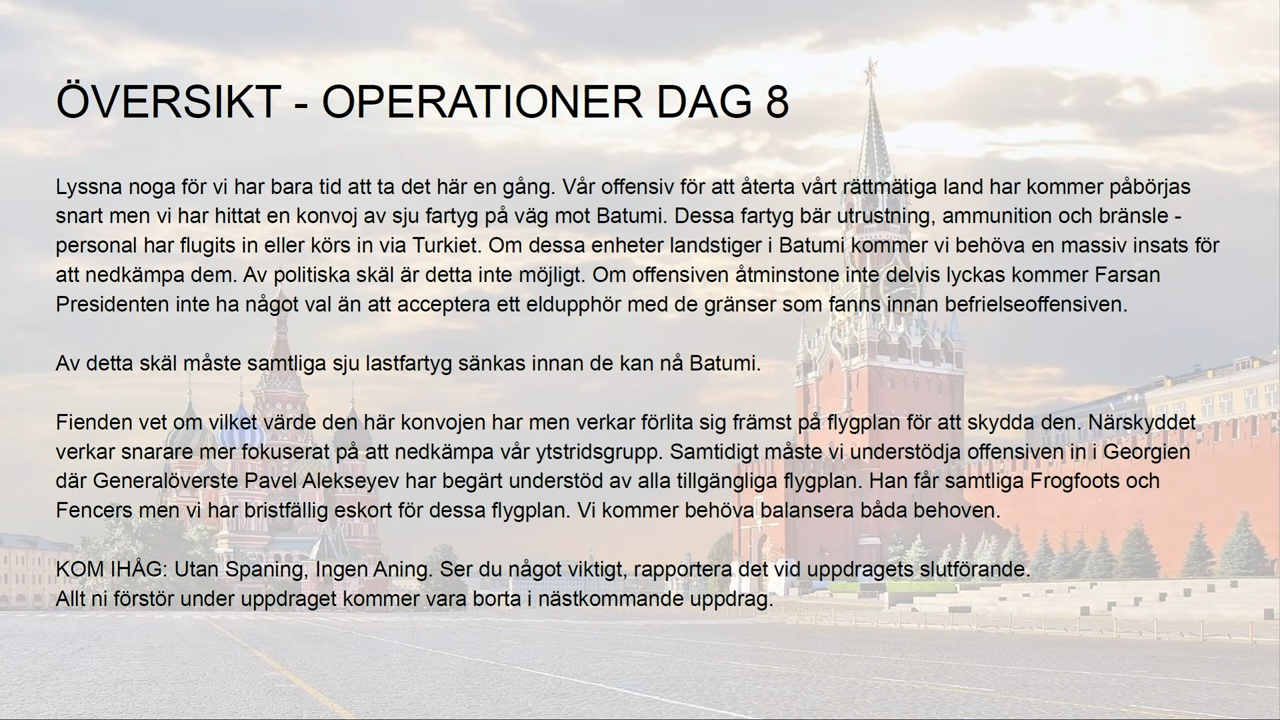 ÖVERSIKT - OPERATIONER DAG 8
Lyssna noga för vi har bara tid att ta det här en gång. Vår offensiv för att återta vårt rättmätiga land har kommer påbörjas
snart men vi har hittat en konvoj av sju fartyg på väg mot Batumi. Dessa fartyg bär utrustning, ammunition och bränsle -
personal har flugits in eller körs in via Turkiet. Om dessa enheter landstiger i Batumi kommer vi behöva en massiv insats för
att nedkämpa dem. Av politiska skäl är detta inte möjligt. Om offensiven åtminstone inte delvis lyckas kommer Farsan
Presidenten inte ha något val än att acceptera ett eldupphör med de gränser som fanns innan befrielseoffensiven.
Av detta skäl måste samtliga sju lastfartyg sänkas innan de kan nå Batumi.
Fienden vet om vilket värde den här konvojen har men verkar förlita sig främst på flygplan för att skydda den. Närskyddet
verkar snarare mer fokuserat på att nedkämpa vår ytstridsgrupp. Samtidigt måste vi understödja offensiven in i Georgien
där Generalöverste Pavel Alekseyev har begärt understöd av alla tillgängliga flygplan. Han får samtliga Frogfoots och
Fencers men vi har bristfällig eskort för dessa flygplan. Vi kommer behöva balansera båda behoven.
KOM IHÅG: Utan Spaning, Ingen Aning. Ser du något viktigt, rapportera det vid uppdragets slutförande.
Allt ni förstör under uppdraget kommer vara borta i nästkommande uppdrag.